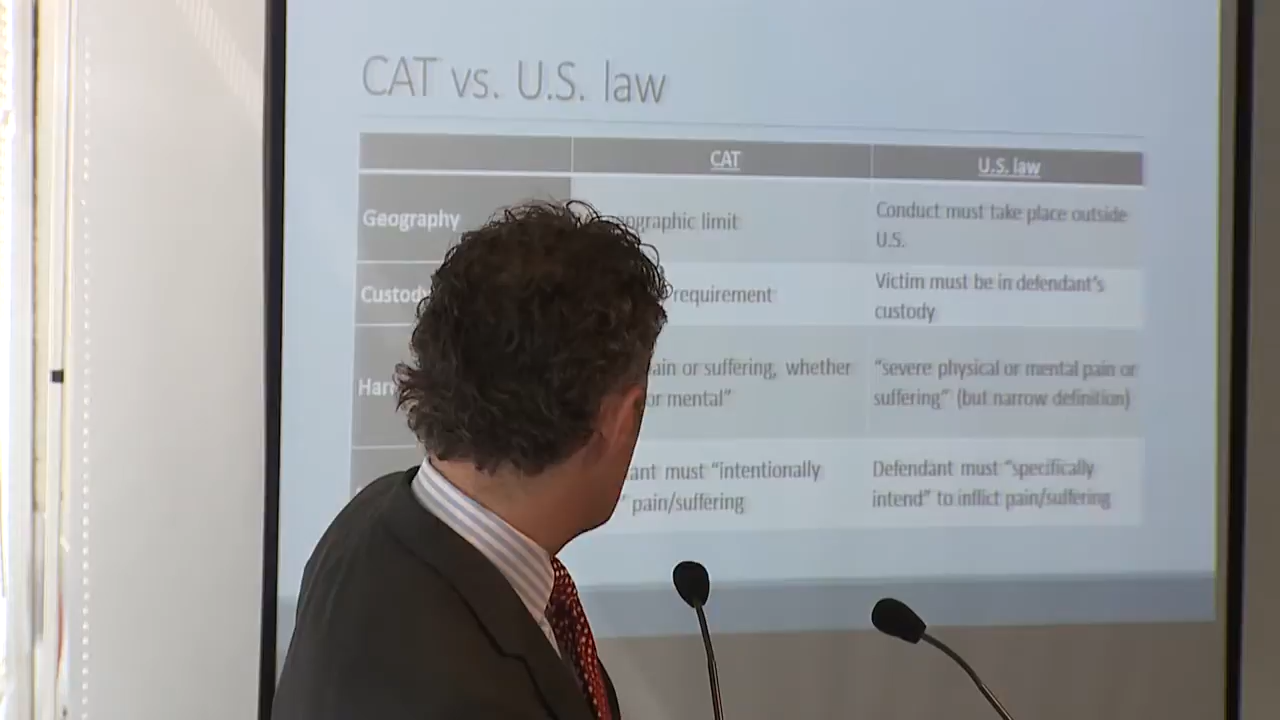 CAT vs. U.S. law
CAT
U.S. law
Geography
ographic limit
Conduct must take place outside
U.S.
Custod
requirement
Victim must be in defendant's
custody
Har
ain or suffering, whether
or mental"
"severe physical or mental pain or
suffering" (but narrow definition)
ant must "intentionally
" pain/suffering
Defendant must "specifically
intend" to inflict pain/suffering